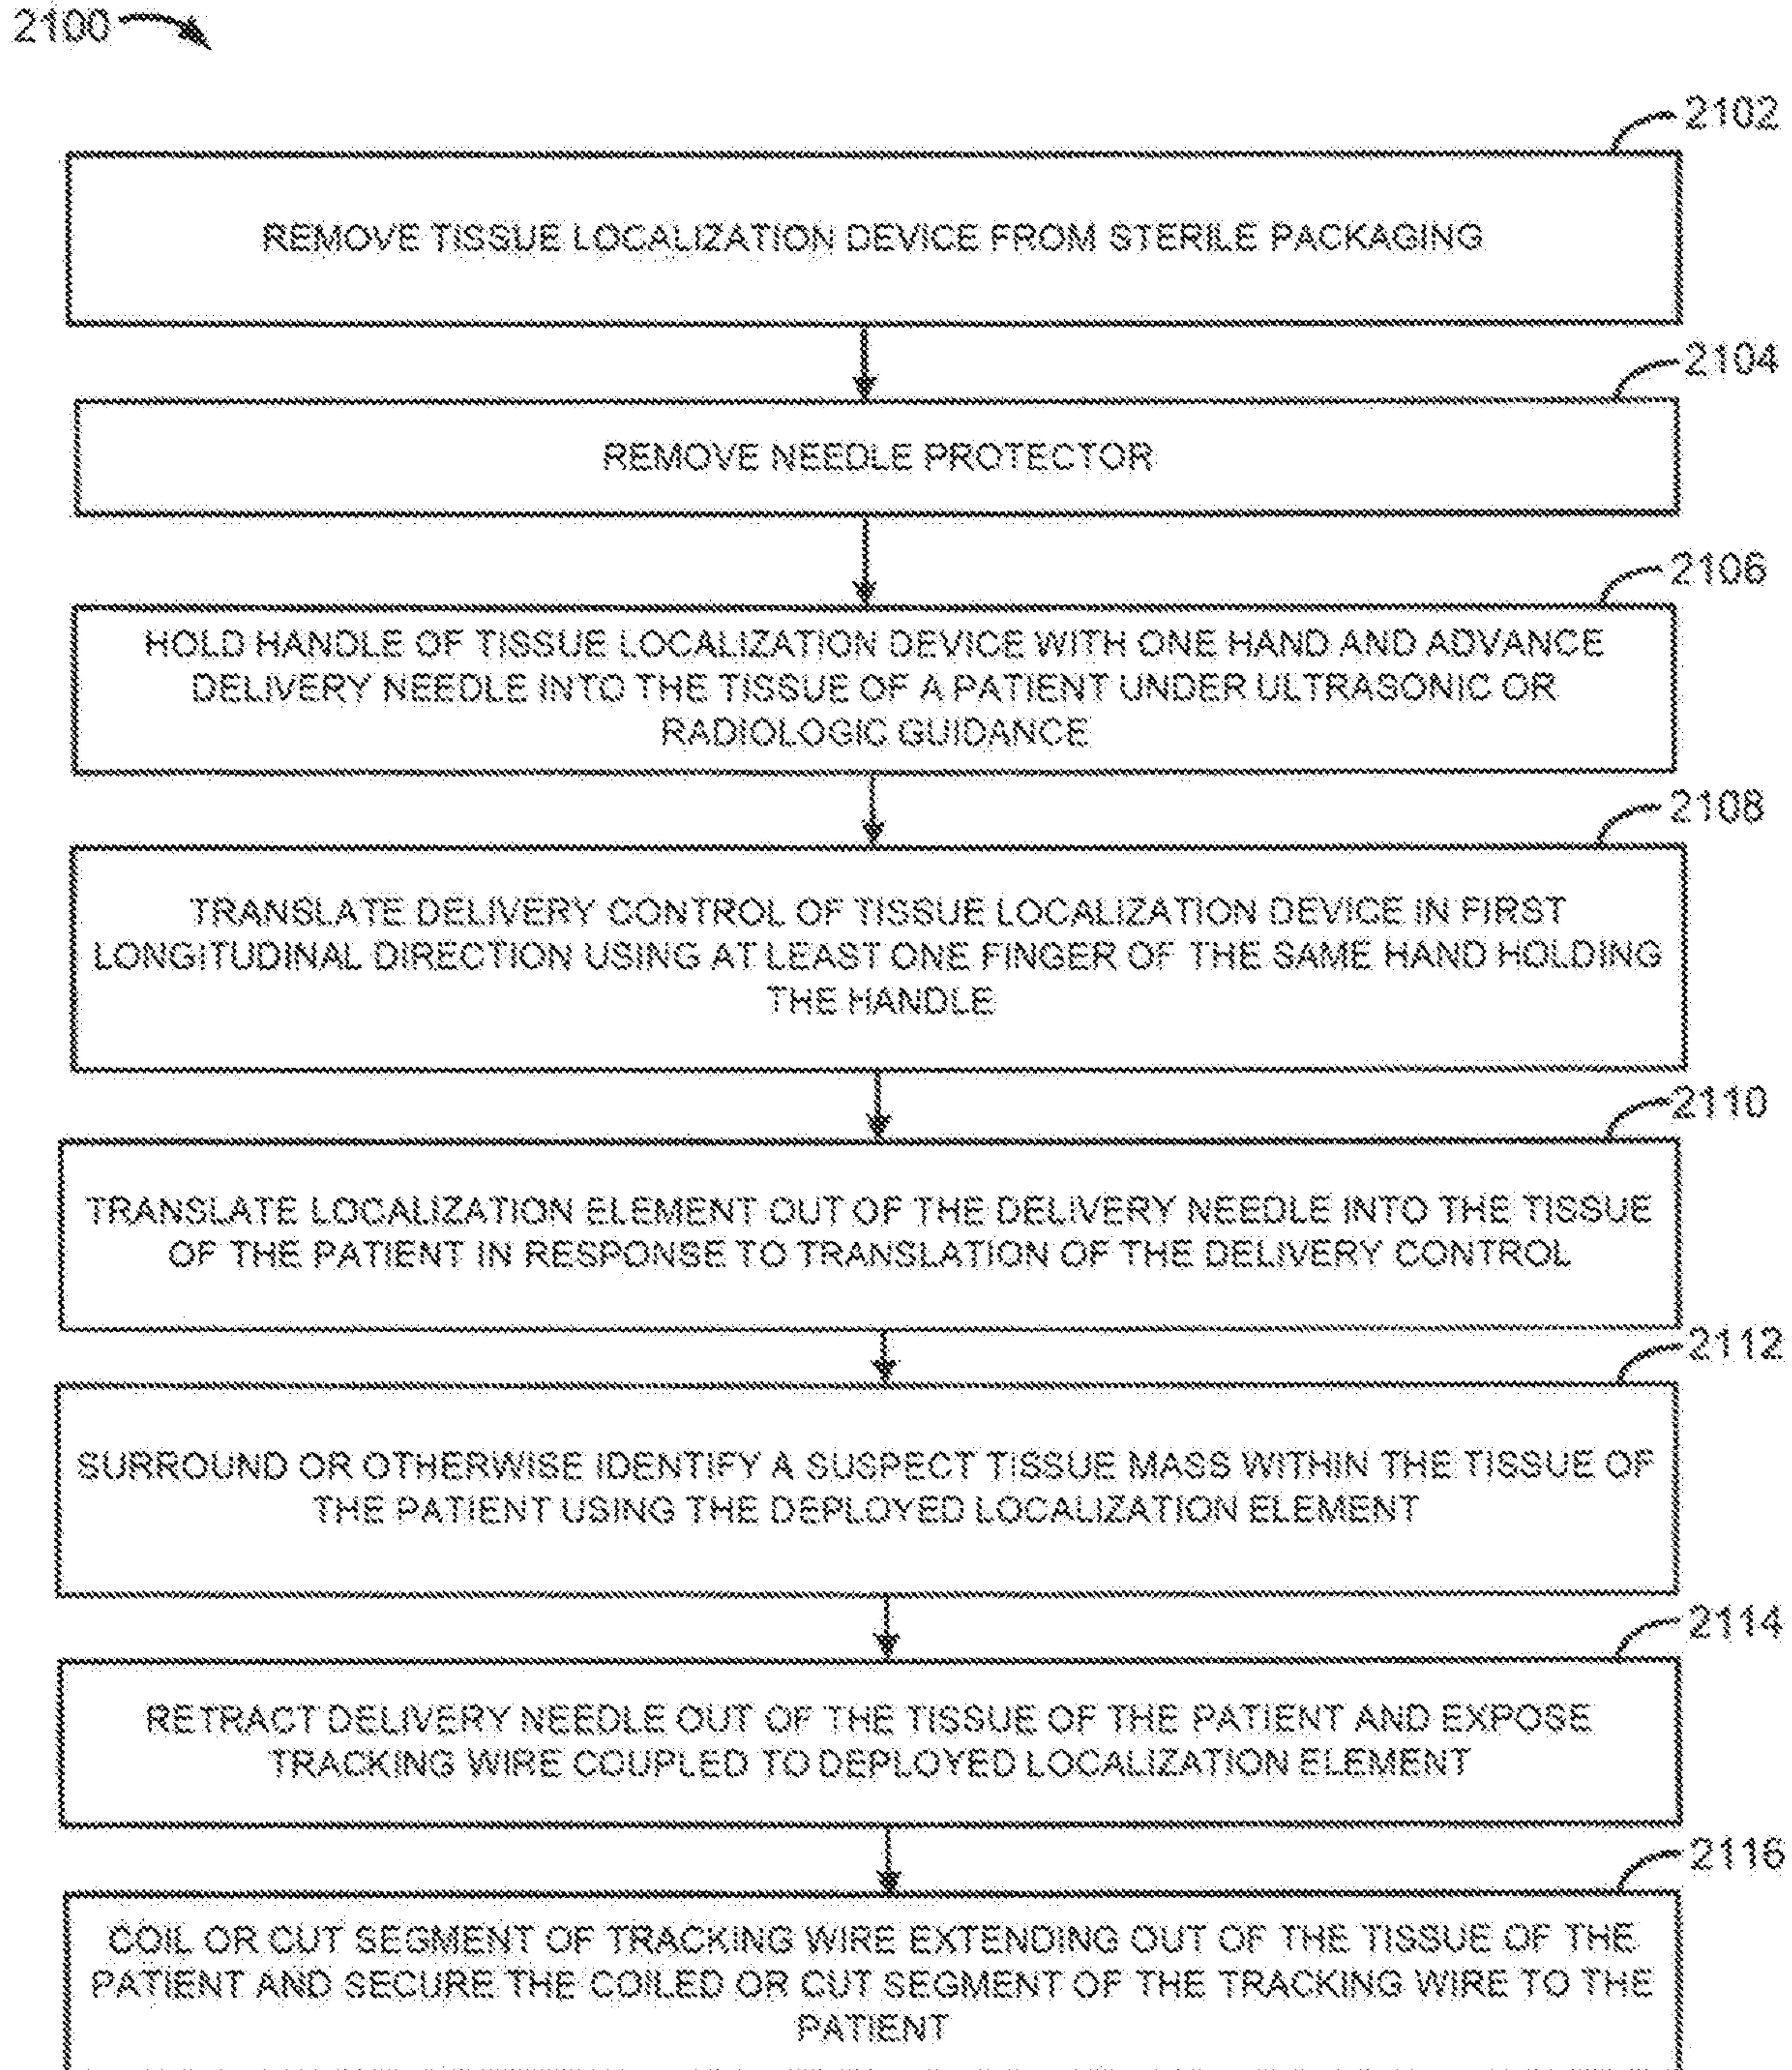 2100
2102
REMOVE TISSUE LOCALIZATION DEVICE FROM STERILE PACKAGING
2104
REMOVE NEEDLE PROTECTOR
2106
HOLD HANDLE OF TISSUE LOCALIZATION DEVICE WITH ONE HAND AND ADVANCE
DELIVERY NEEDLE INTO THE TISSUE OF A PATIENT UNDER ULTRASONIC OR
RADIOLOGIC GUIDANCE
2108
TRANSLATE DELIVERY CONTROL OF TISSUE LOCALIZATION DEVICE IN FIRST
LONGITUDINAL DIRECTION USING AT LEAST ONE FINGER OF THE SAME HAND HOLDING
THE HANDLE
2110
TRANSLATE LOCALIZATION ELEMENT OUT OF THE DELIVERY NEEDLE INTO THE TISSUE
OF THE PATIENT IN RESPONSE TO TRANSLATION OF THE DELIVERY CONTROL
2112
SURROUND OR OTHERWISE IDENTIFY A SUSPECT TISSUE MASS WITHIN THE TISSUE OF
THE PATIENT USING THE DEPLOYED LOCALIZATION ELEMENT
2114
RETRACT DELIVERY NEEDLE OUT OF THE TISSUE OF THE PATIENT AND EXPOSE
TRACKING WIRE COUPLED TO DEPLOYED LOCALIZATION ELEMENT
2116
COIL OR CUT SEGMENT OF TRACKING WIRE EXTENDING OUT OF THE TISSUE OF THE
PATIENT AND SECURE THE COILED OR CUT SEGMENT OF THE TRACKING WIRE TO THE
PATIENT